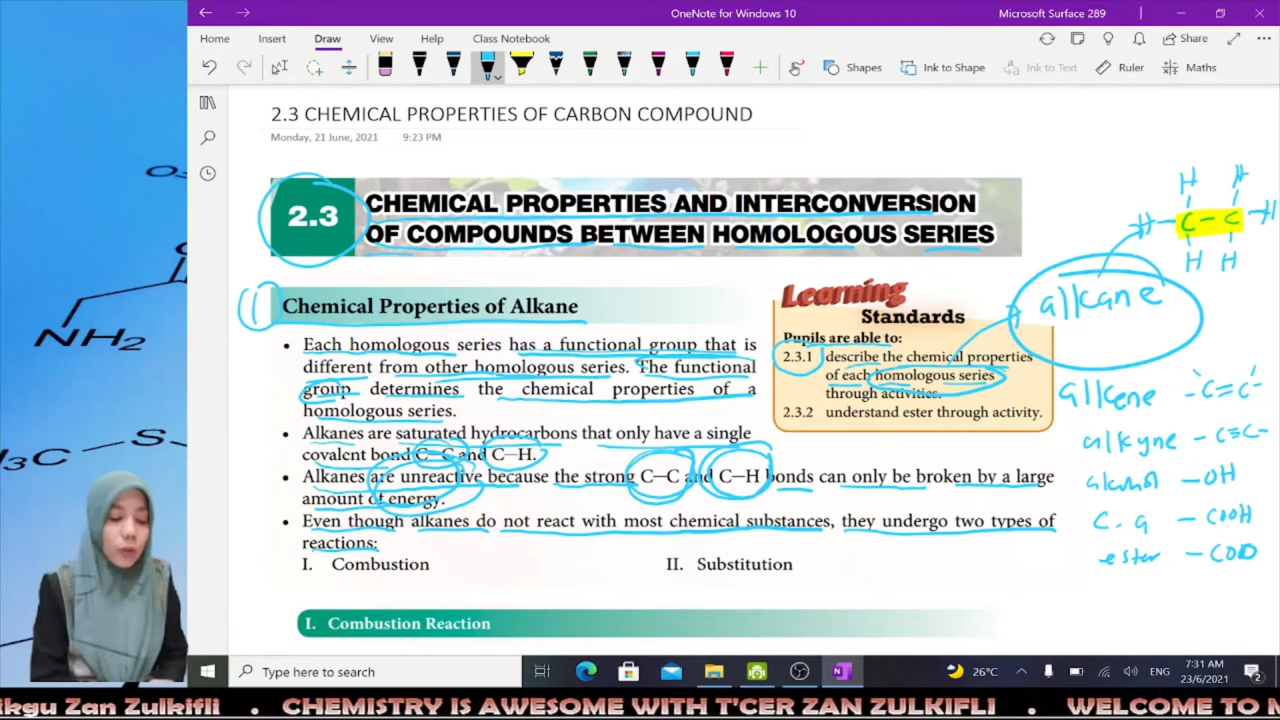 OneNote for Windows 10
Microsoft Surface 289
Home Insert Draw View Help Class Notebook
Share
Shapes Ink to Shape Ink to Text Ruler Maths
2.3 CHEMICAL PROPERTIES OF CARBON COMPOUND
Monday, 21 June, 2021 9:23 PM
2.3
CHEMICAL PROPERTIES AND INTERCONVERSION
OF COMPOUNDS BETWEEN HOMOLOGOUS SERIES
H H
H-C-C-H
H H
(1) Chemical Properties of Alkane
• Each homologous series has a functional group that is
different from other homologous series. The functional
group determines the chemical properties of a
homologous series.
• Alkanes are saturated hydrocarbons that only have a single
covalent bond C—C and C—H.
• Alkanes are unreactive because the strong C—C and C—H bonds can only be broken by a large
amount of energy.
• Even though alkanes do not react with most chemical substances, they undergo two types of
reactions:
I. Combustion II. Substitution
I. Combustion Reaction
Learning
Standards
Pupils are able to:
2.3.1 describe the chemical properties
of each homologous series
through activities.
2.3.2 understand ester through activity.
alkane
alkene -C=C-
alkyne -C≡C-
alcohol -OH
C.a -COOH
ester -COO
NH2
H3C S
Type here to search
26°C
ENG
7:31 AM
23/6/2021
2
ikgu Zan Zulkifli • CHEMISTRY IS AWESOME WITH T'CER ZAN ZULKIFLI • WELCOME TO M